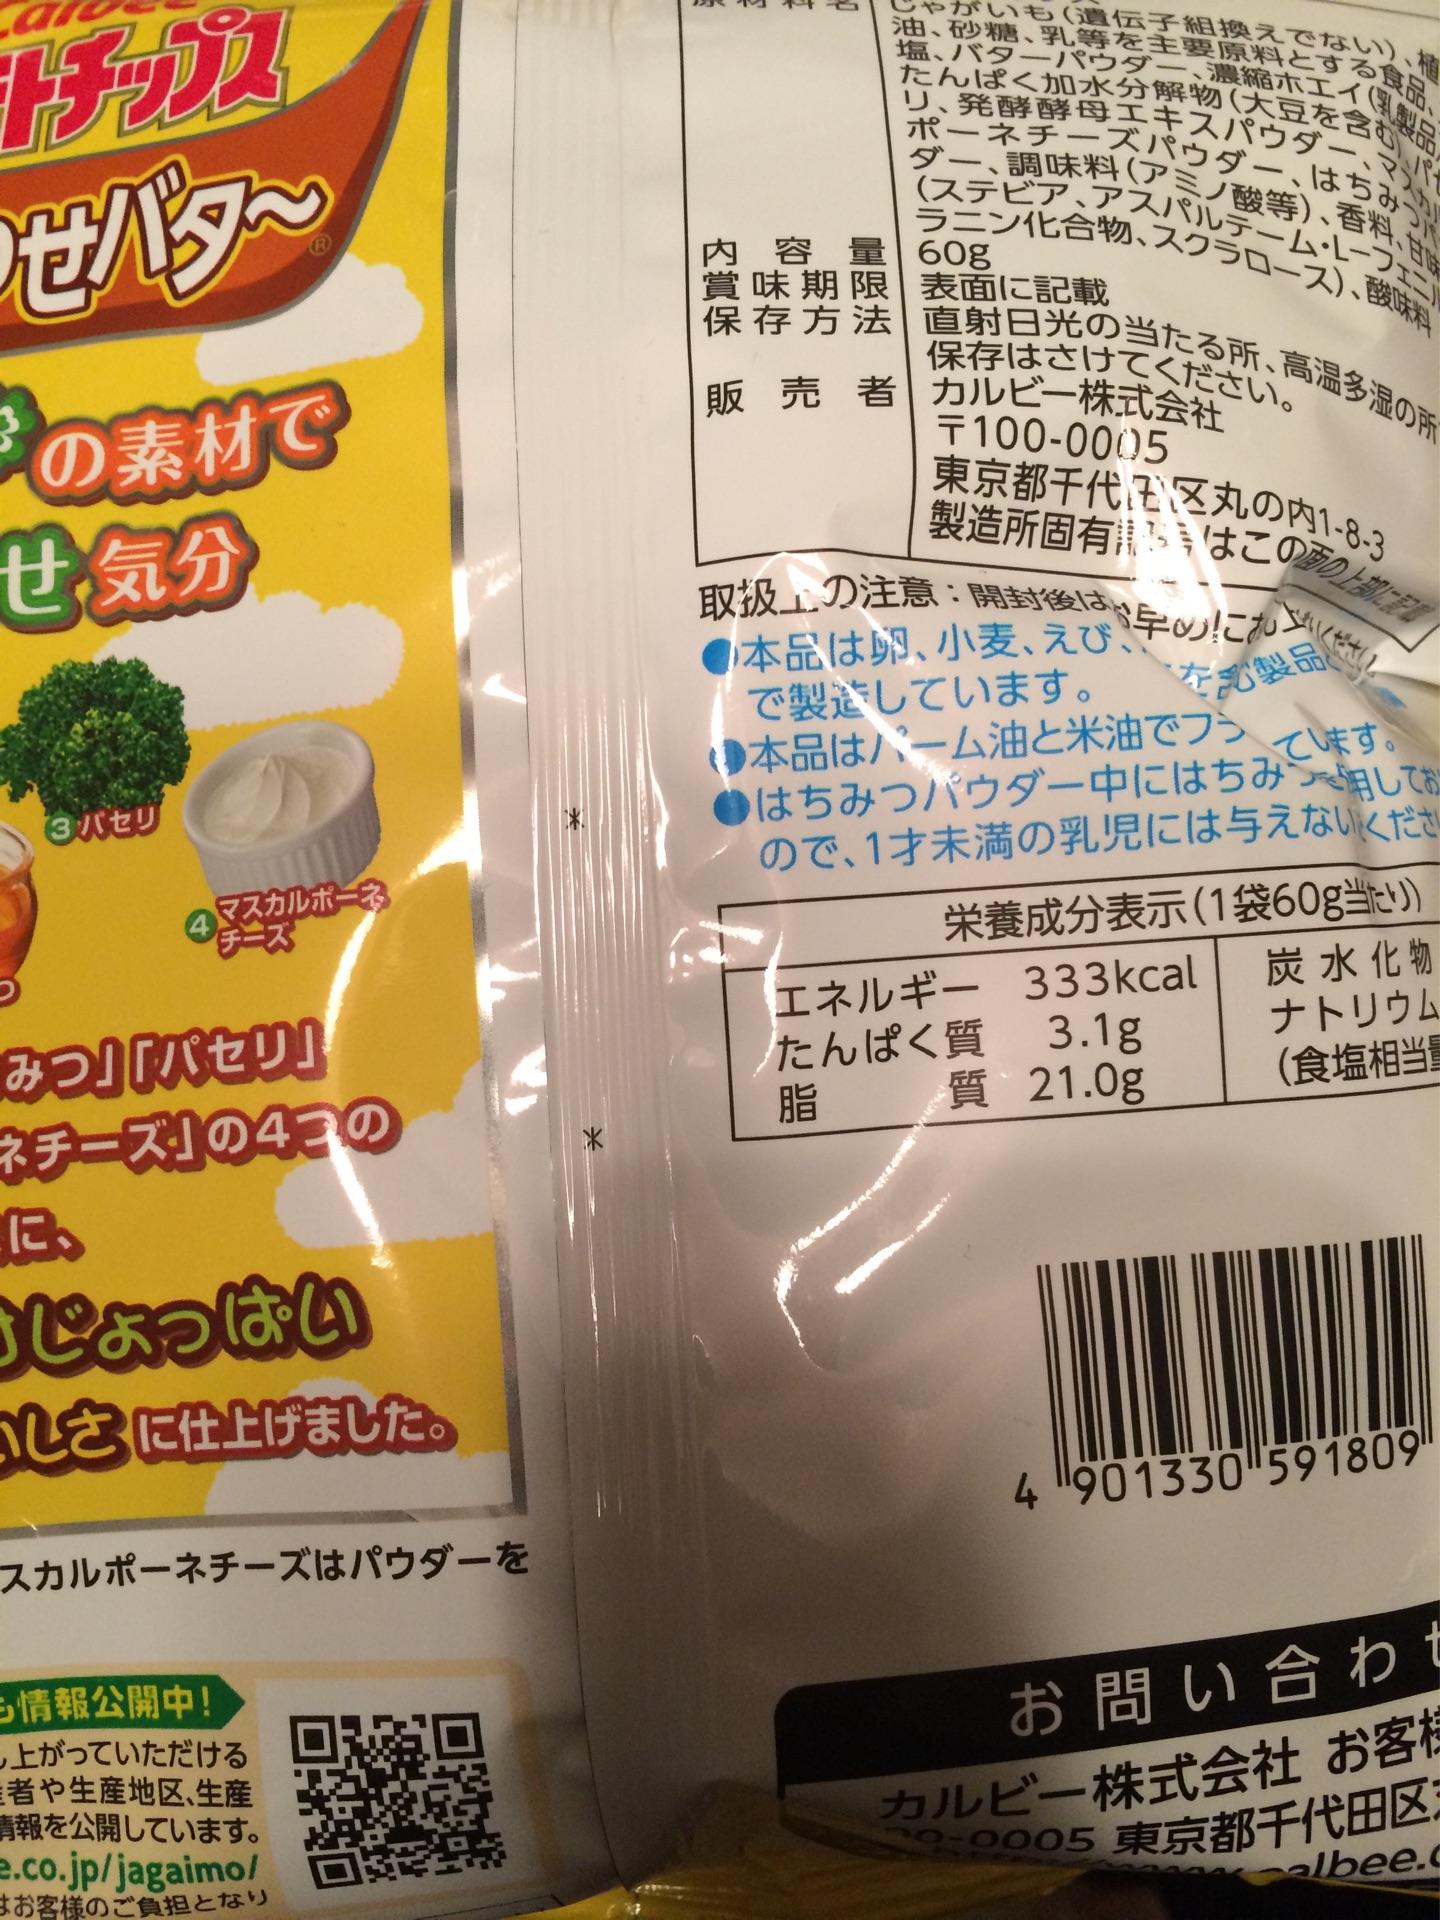 Calbee
トチップス
わせバタ〜
®
の素材で
せ気分
3 パセリ
4 マスカルポーネ
チーズ
みつ」「パセリ」
ネチーズ」の4つの
に、
じょっぱい
いしさに仕上げました。
スカルポーネチーズはパウダーを
情報公開中!
上がっていただける
者や生産地区、生産
情報を公開しています。
e.co.jp/jagaimo/
はお客様のご負担となり
原材料名 じゃがいも(遺伝子組換えでない)、植
油、砂糖、乳等を主要原料とする食品、
塩、バターパウダー、濃縮ホエイ(乳製品
たんぱく加水分解物(大豆を含む)、パセ
リ、発酵酵母エキスパウダー、マスカル
ポーネチーズパウダー、はちみつパ
ダー、調味料(アミノ酸等)、香料、甘味
(ステビア、アスパルテーム・L-フェニル
ラニン化合物、スクラロース)、酸味料
内容量 60g
賞味期限 表面に記載
保存方法 直射日光の当たる所、高温多湿の所
保存はさけてください。
販売者 カルビー株式会社
〒100-0005
東京都千代田区丸の内1-8-3
製造所固有記号はこの面の上部に記載
取扱上の注意:開封後はお早めにお
●本品は卵、小麦、えび、 を含む製品
で製造しています。
●本品はパーム油と米油でフラ ています。
●はちみつパウダー中にはちみつを使用してお
ので、1才未満の乳児には与えないくださ
栄養成分表示(1袋60g当たり)
エネルギー 333kcal
たんぱく質 3.1g
脂質 21.0g
炭水化物
ナトリウム
(食塩相当量
4 901330 591809
お問い合わせ
カルビー株式会社 お客様
0-0005 東京都千代田区
calbee.c